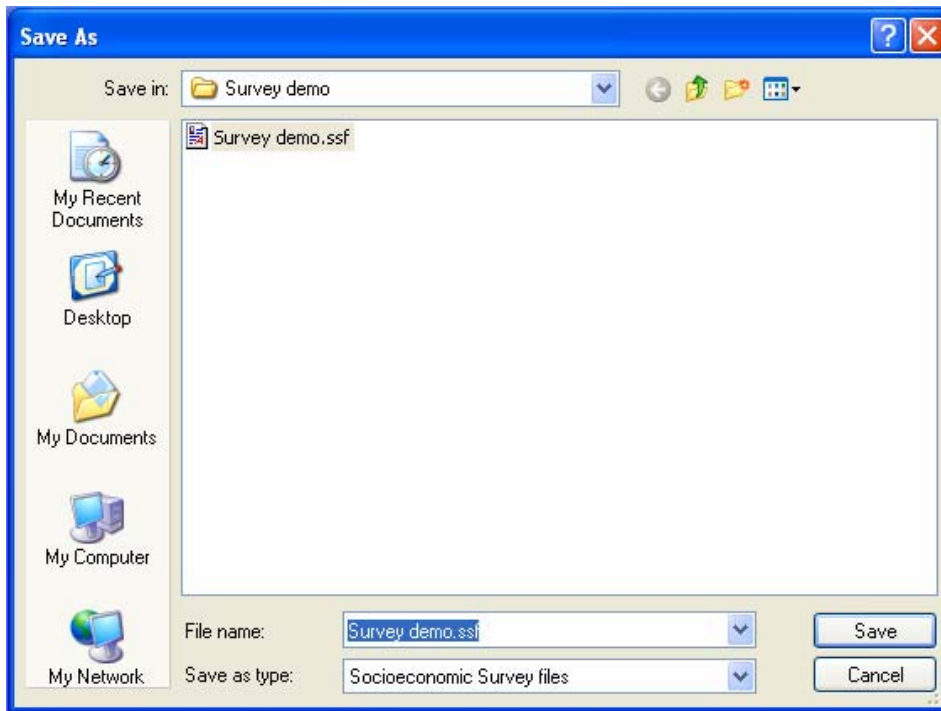 Save As
Save in: Survey demo
Survey demo.ssf
My Recent
Documents
Desktop
My Documents
My Computer
My Network
File name: Survey demo.ssf Save
Save as type: Socioeconomic Survey files Cancel